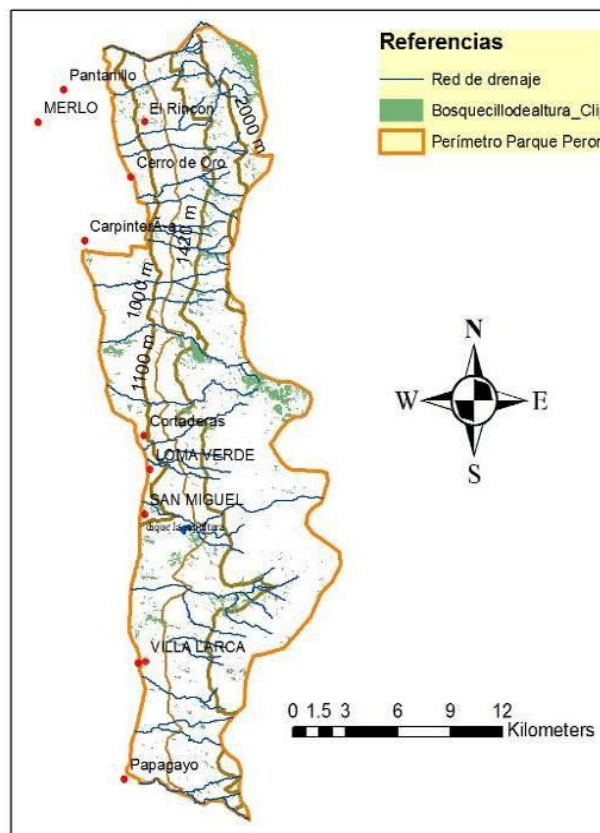 Referencias
Red de drenaje
Bosquecillodealtura_Cli
Perímetro Parque Peror
Pantanillo
MERLO
El Rincon
2000 m
Cerro de Oro
CarpinterÃ-a
1420 m
1000 m
1100 m
N
W
E
S
Cortaderas
LOMA VERDE
SAN MIGUEL
VILLA LARCA
0 1.5 3 6 9 12
Kilometers
Papagayo